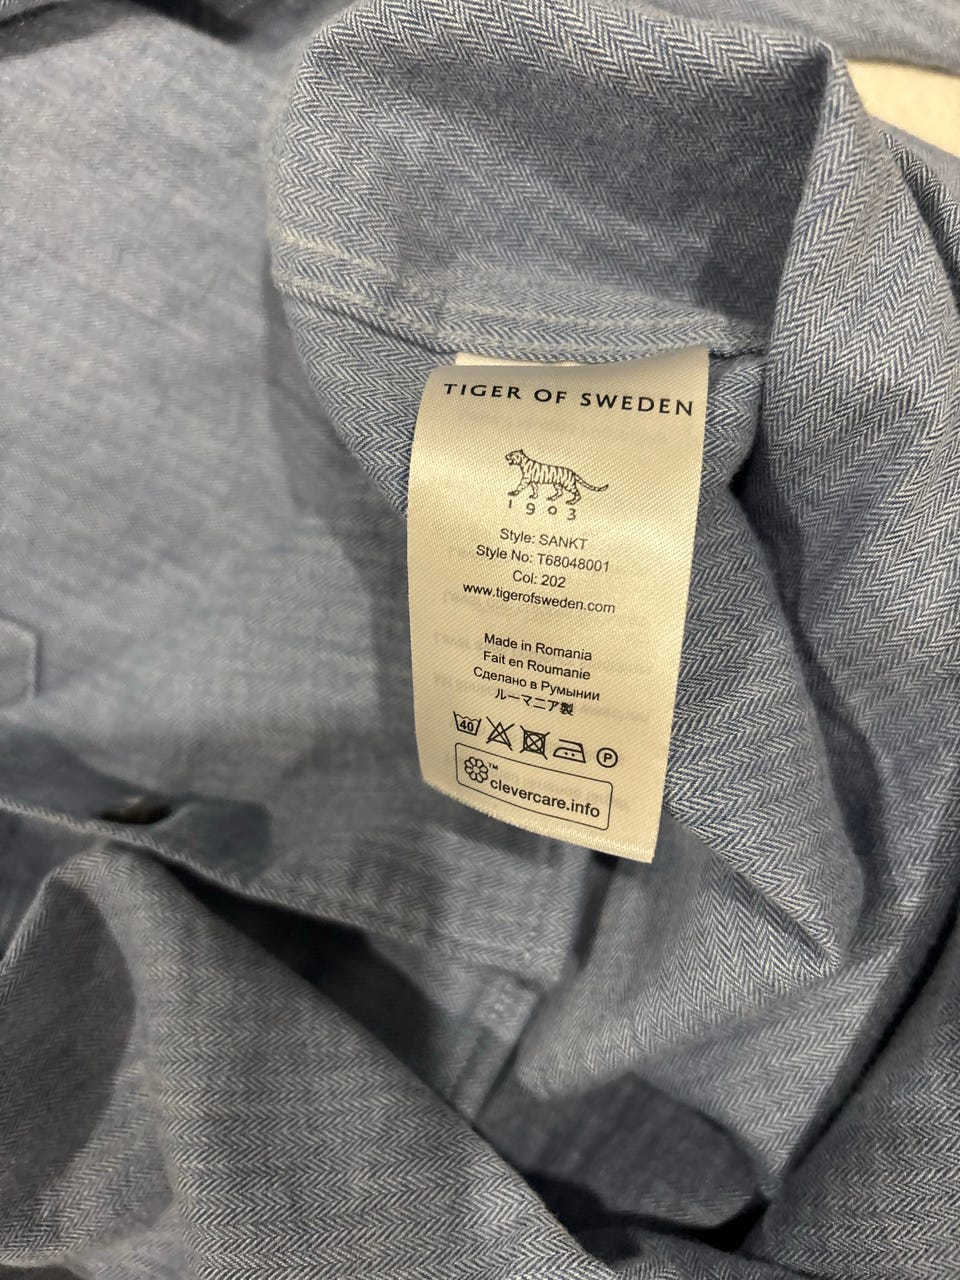 TIGER OF SWEDEN
1903
Style: SANKT
Style No: T68048001
Col: 202
www.tigerofsweden.com
Made in Romania
Fait en Roumanie
Сделано в Румынии
ルーマニア製
40 P
™
clevercare.info